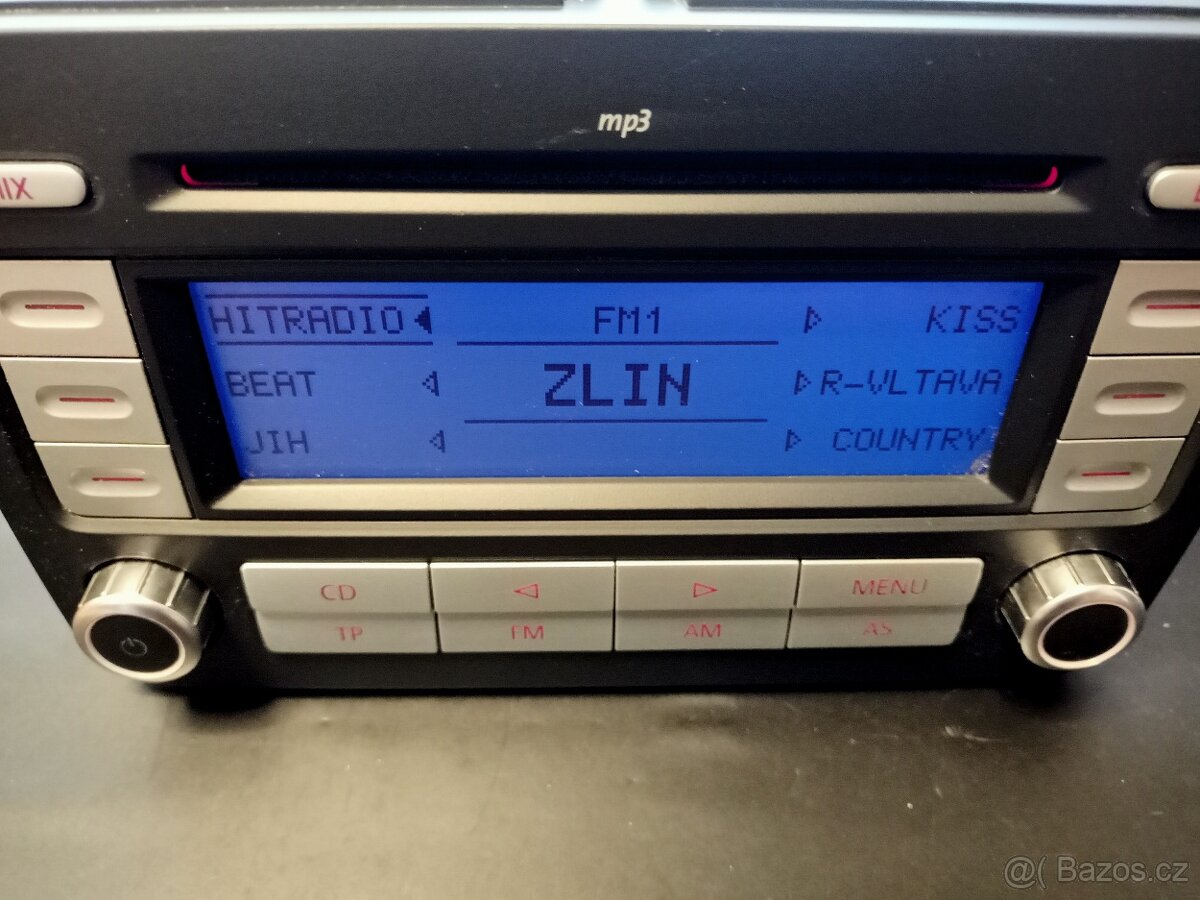 mp3
HITRADIO FM1 KISS
BEAT ZLIN R-VLTAVA
JIH COUNTRY
CD MENU
TP FM AM AS
@( Bazos.cz